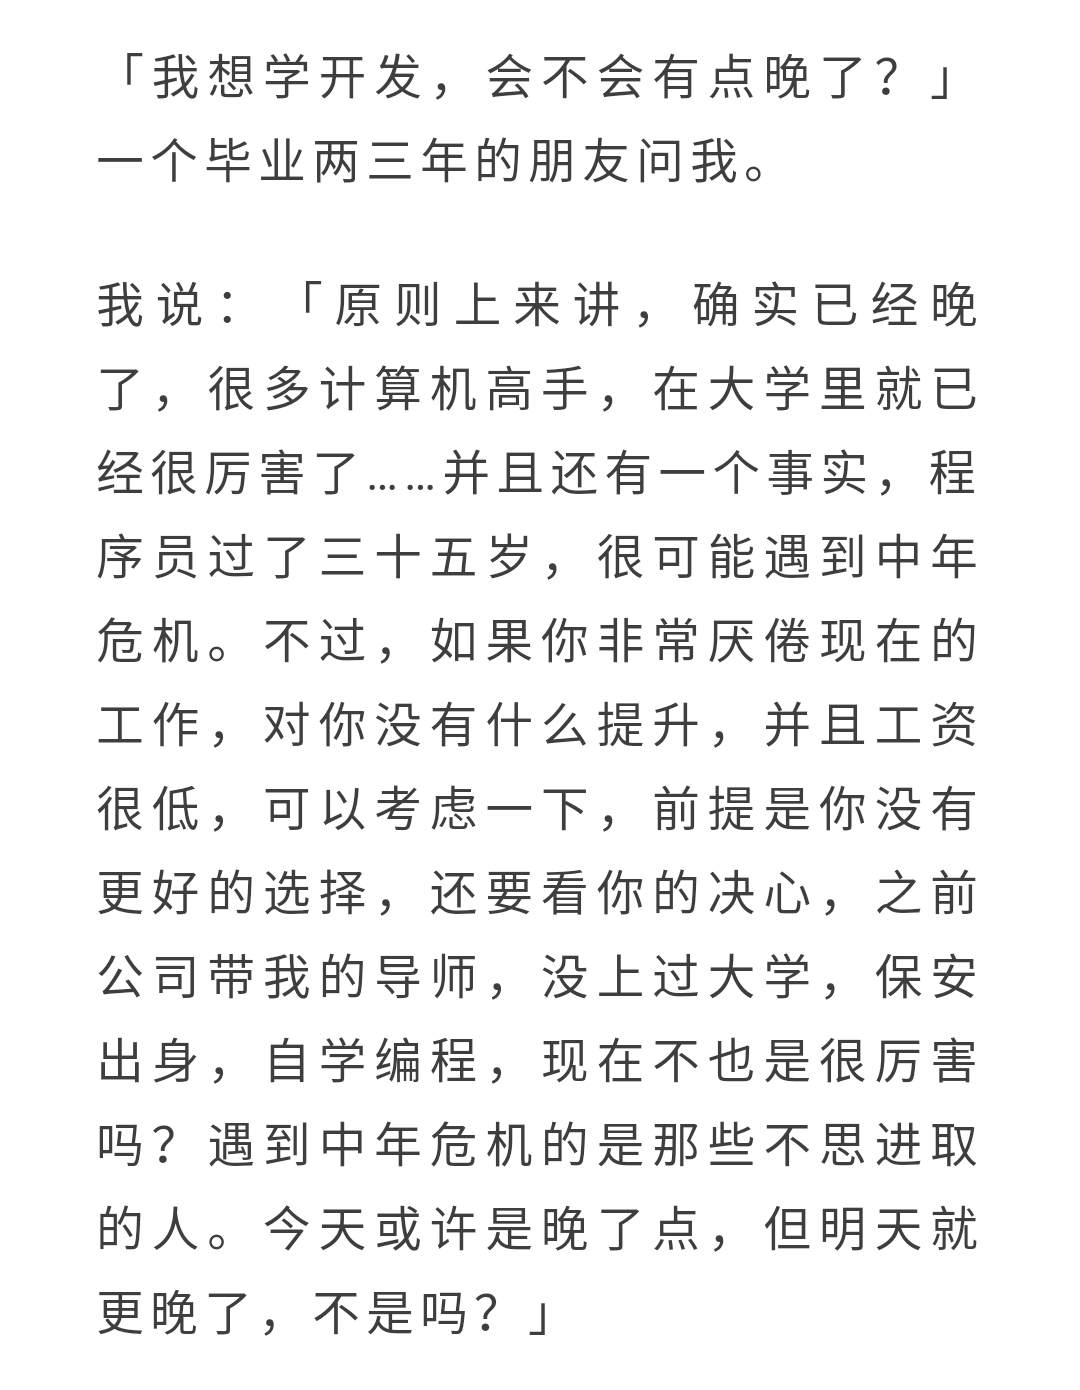 「我想学开发，会不会有点晚了？」
一个毕业两三年的朋友问我。
我说：「原则上来讲，确实已经晚
了，很多计算机高手，在大学里就已
经很厉害了……并且还有一个事实，程
序员过了三十五岁，很可能遇到中年
危机。不过，如果你非常厌倦现在的
工作，对你没有什么提升，并且工资
很低，可以考虑一下，前提是你没有
更好的选择，还要看你的决心，之前
公司带我的导师，没上过大学，保安
出身，自学编程，现在不也是很厉害
吗？遇到中年危机的是那些不思进取
的人。今天或许是晚了点，但明天就
更晚了，不是吗？」